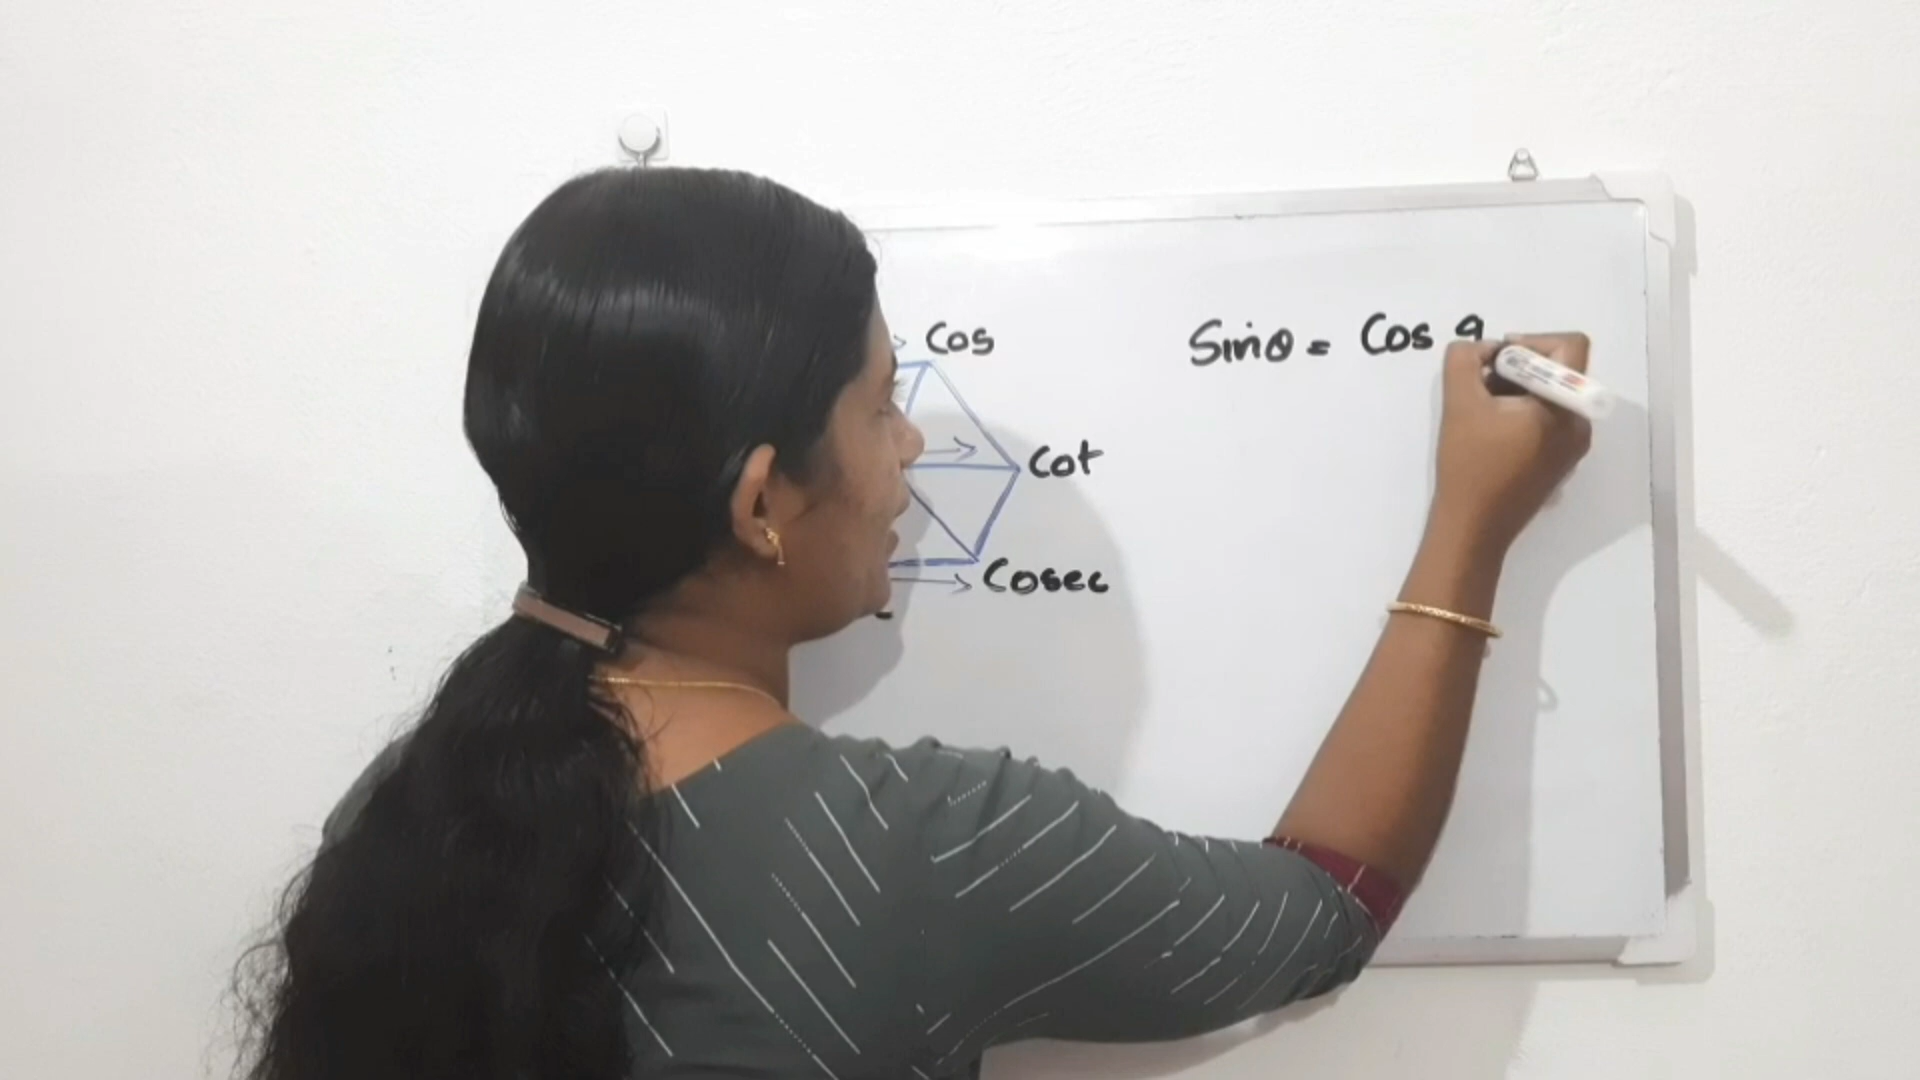 Cos
Sinθ = Cos 9
Cot
Cosec